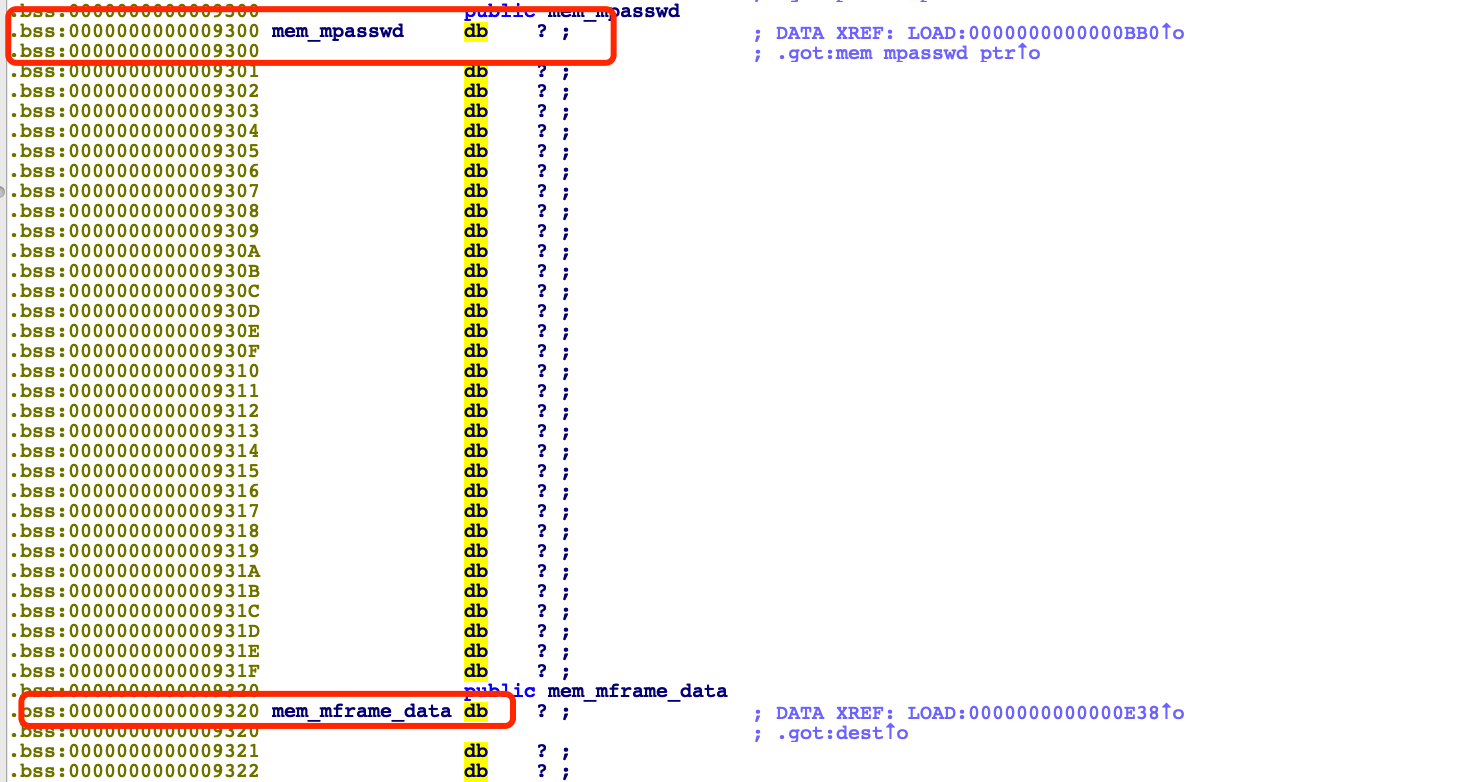 .bss:0000000000009300 public mem_mpasswd
.bss:0000000000009300 mem_mpasswd db ? ; ; DATA XREF: LOAD:0000000000000BB0↑o
.bss:0000000000009300 ; .got:mem mpasswd ptr↑o
.bss:0000000000009301 db ? ;
.bss:0000000000009302 db ? ;
.bss:0000000000009303 db ? ;
.bss:0000000000009304 db ? ;
.bss:0000000000009305 db ? ;
.bss:0000000000009306 db ? ;
.bss:0000000000009307 db ? ;
.bss:0000000000009308 db ? ;
.bss:0000000000009309 db ? ;
.bss:000000000000930A db ? ;
.bss:000000000000930B db ? ;
.bss:000000000000930C db ? ;
.bss:000000000000930D db ? ;
.bss:000000000000930E db ? ;
.bss:000000000000930F db ? ;
.bss:0000000000009310 db ? ;
.bss:0000000000009311 db ? ;
.bss:0000000000009312 db ? ;
.bss:0000000000009313 db ? ;
.bss:0000000000009314 db ? ;
.bss:0000000000009315 db ? ;
.bss:0000000000009316 db ? ;
.bss:0000000000009317 db ? ;
.bss:0000000000009318 db ? ;
.bss:0000000000009319 db ? ;
.bss:000000000000931A db ? ;
.bss:000000000000931B db ? ;
.bss:000000000000931C db ? ;
.bss:000000000000931D db ? ;
.bss:000000000000931E db ? ;
.bss:000000000000931F db ? ;
.bss:0000000000009320 public mem_mframe_data
.bss:0000000000009320 mem_mframe_data db ? ; ; DATA XREF: LOAD:0000000000000E38↑o
.bss:0000000000009320 ; .got:dest↑o
.bss:0000000000009321 db ? ;
.bss:0000000000009322 db ? ;